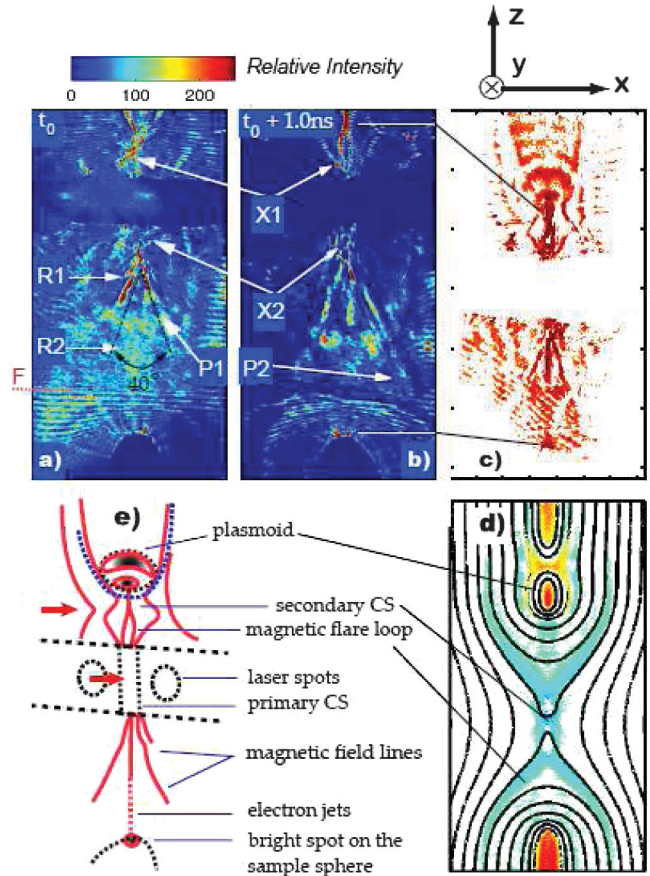 z
y
x
Relative Intensity
0 100 200
t0
t0 + 1.0ns
X1
R1
X2
R2
P1
P2
40°
F
a)
b)
c)
e)
d)
plasmoid
secondary CS
magnetic flare loop
laser spots
primary CS
magnetic field lines
electron jets
bright spot on the
sample sphere